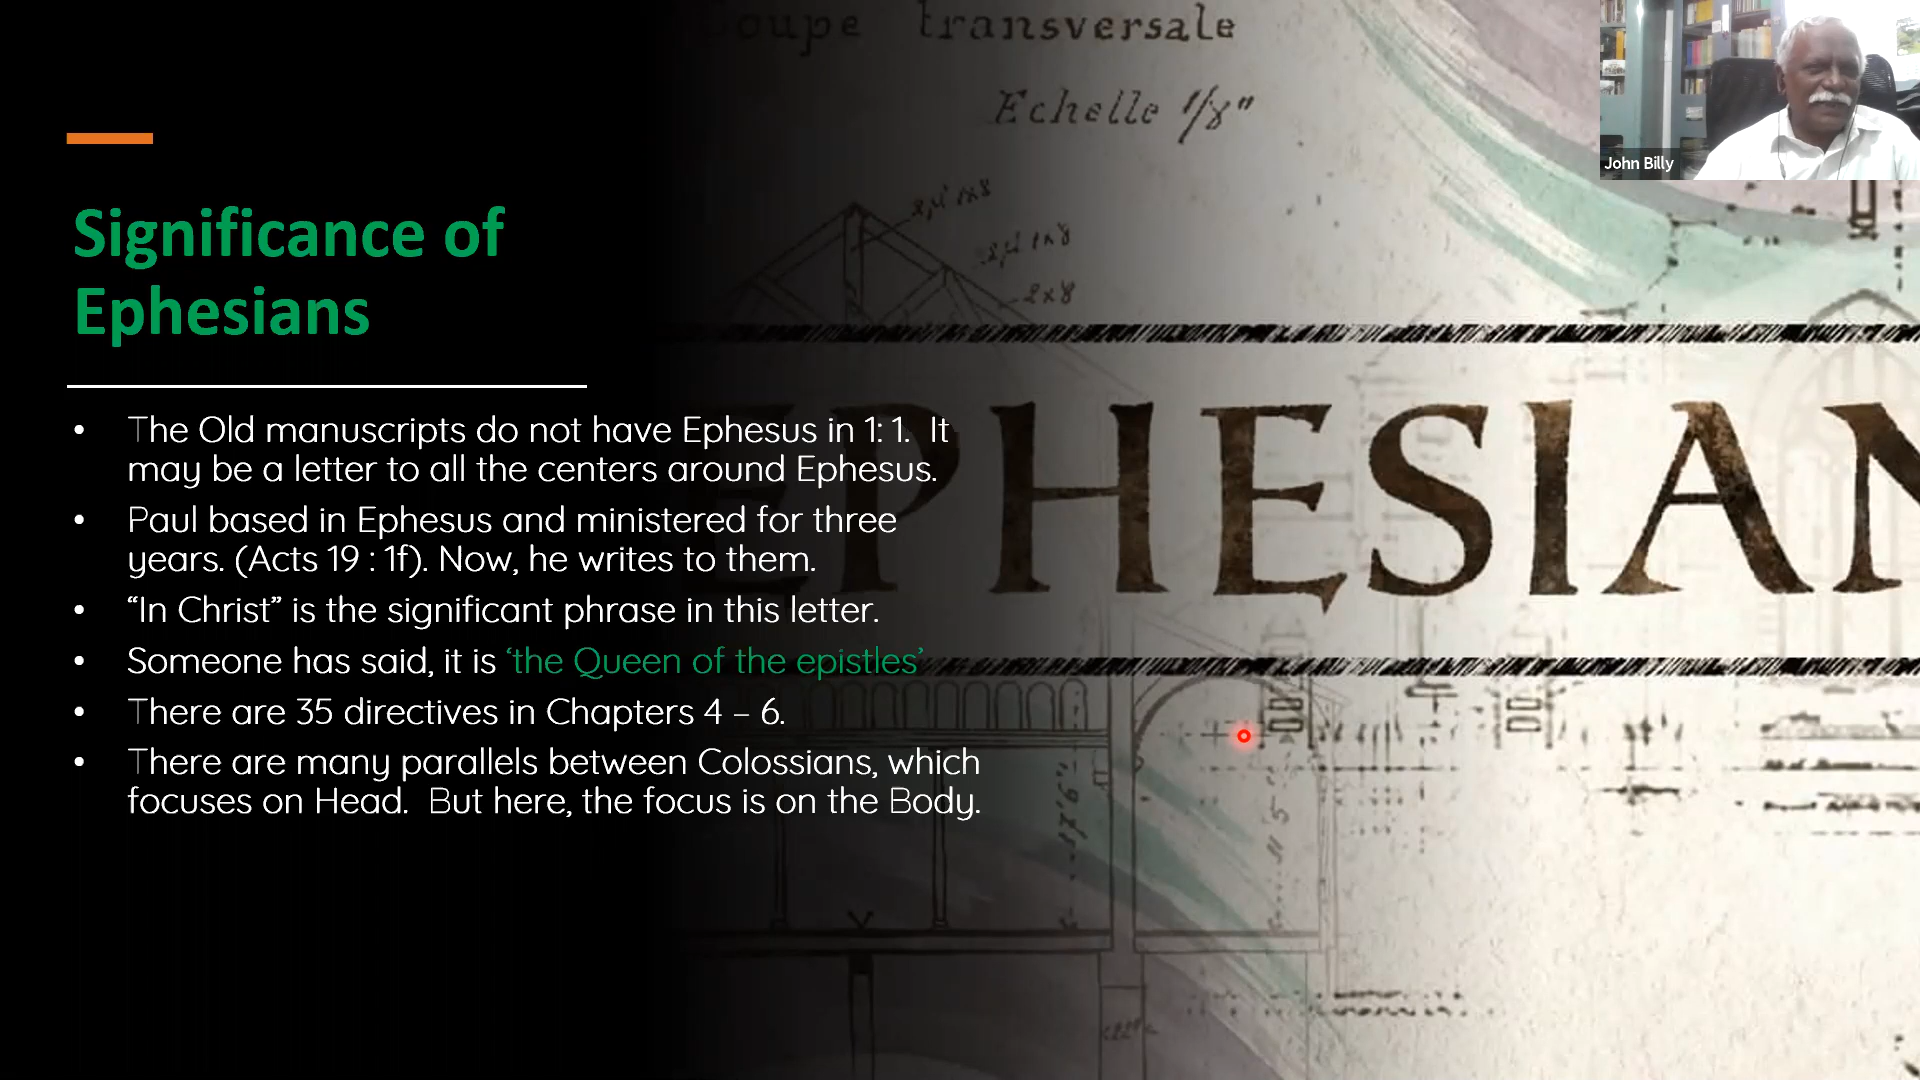 Coupe transversale
Echelle 1/8"
John Billy
2x8
Significance of
Ephesians
EPHESIAN
• The Old manuscripts do not have Ephesus in 1: 1. It
may be a letter to all the centers around Ephesus.
• Paul based in Ephesus and ministered for three
years. (Acts 19 : 1f). Now, he writes to them.
• “In Christ” is the significant phrase in this letter.
• Someone has said, it is ‘the Queen of the epistles’
• There are 35 directives in Chapters 4 – 6.
• There are many parallels between Colossians, which
focuses on Head. But here, the focus is on the Body.